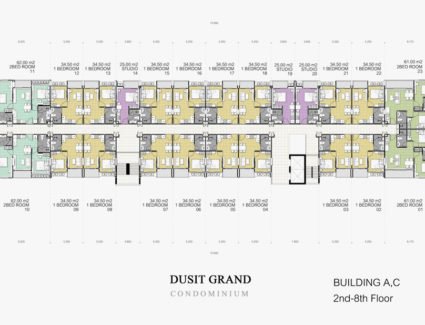 62.00 m2 34.50 m2 34.50 m2 25.00 m2 34.50 m2 34.50 m2 34.50 m2 34.50 m2 25.00 m2 25.00 m2 34.50 m2 34.50 m2 61.00 m2
2BED ROOM 1 BEDROOM 1 BEDROOM STUDIO 1 BEDROOM 1 BEDROOM 1 BEDROOM 1 BEDROOM STUDIO STUDIO 1 BEDROOM 1 BEDROOM 2BED ROOM
11 12 13 14 15 16 17 18 19 20 21 22 23
62.00 m2 34.50 m2 34.50 m2 34.50 m2 34.50 m2 34.50 m2 34.50 m2 34.50 m2 34.50 m2 61.00 m2
2BED ROOM 1 BEDROOM 1 BEDROOM 1 BEDROOM 1 BEDROOM 1 BEDROOM 1 BEDROOM 1 BEDROOM 1 BEDROOM 2BED ROOM
10 09 08 07 06 05 04 03 02 01
DUSIT GRAND
CONDOMINIUM
BUILDING A,C
2nd-8th Floor